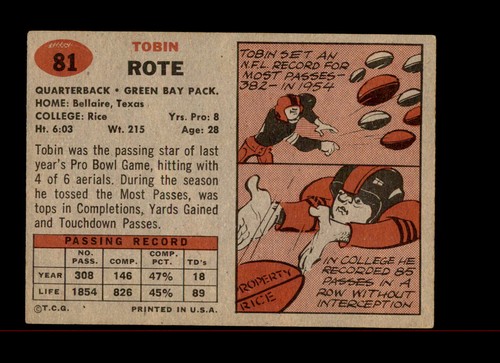 81
TOBIN
ROTE
QUARTERBACK • GREEN BAY PACK.
HOME: Bellaire, Texas
COLLEGE: Rice Yrs. Pro: 8
Ht. 6:03 Wt. 215 Age: 28
Tobin was the passing star of last
year's Pro Bowl Game, hitting with
4 of 6 aerials. During the season
he tossed the Most Passes, was
tops in Completions, Yards Gained
and Touchdown Passes.
PASSING RECORD
NO. PASS. COMP. COMP. PCT. TD's
YEAR 308 146 47% 18
LIFE 1854 826 45% 89
©T.C.G. PRINTED IN U.S.A.
TOBIN SET AN
N.F.L. RECORD FOR
MOST PASSES—
382—IN 1954
PROPERTY
RICE
IN COLLEGE HE
RECORDED 85
PASSES IN A
ROW WITHOUT
INTERCEPTION